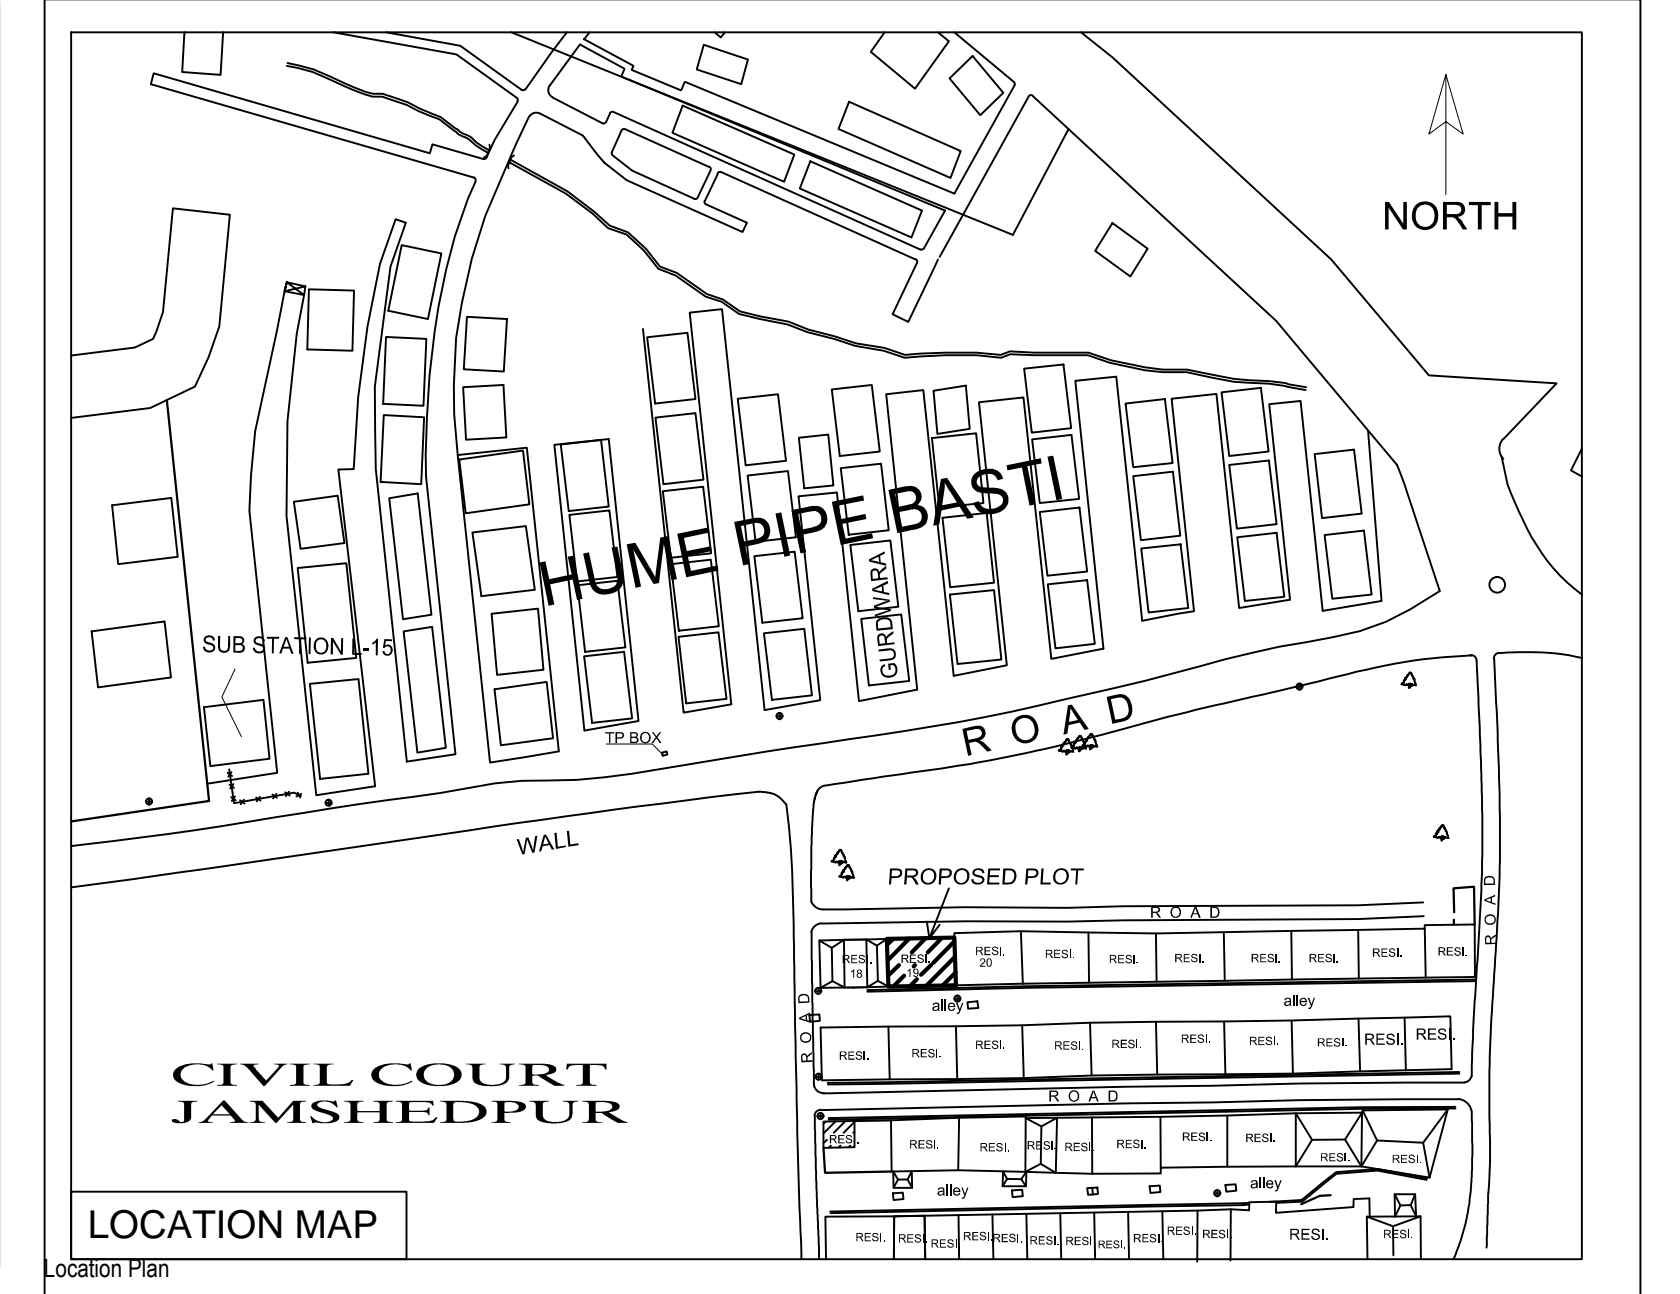 NORTH
HUME PIPE BASTI
GURDWARA
SUB STATION L-15
ROAD
TP BOX
WALL
PROPOSED PLOT
ROAD
ROAD
RESI.
18
RESI.
19
RESI.
20
RESI.
RESI.
RESI.
RESI.
RESI.
RESI.
RESI.
alley
alley
ROAD
RESI.
RESI.
RESI.
RESI.
RESI.
RESI.
RESI.
RESI.
RESI.
RESI.
CIVIL COURT
JAMSHEDPUR
ROAD
RESI.
RESI.
RESI.
RESI.
RESI.
RESI.
RESI.
RESI.
RESI.
RESI.
alley
alley
RESI.
RESI.
RESI.
RESI.
RESI.
RESI.
RESI.
RESI.
RESI.
RESI.
RESI.
RESI.
RESI.
LOCATION MAP
Location Plan